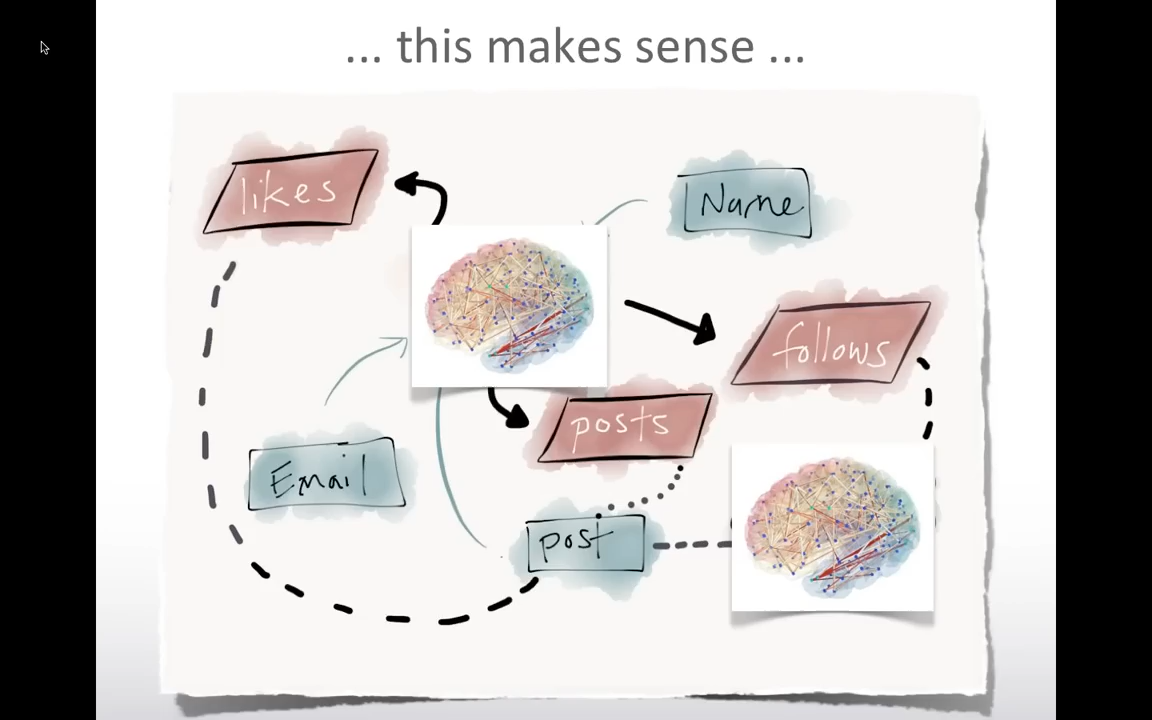 ... this makes sense ...
likes
Name
follows
posts
Email
post